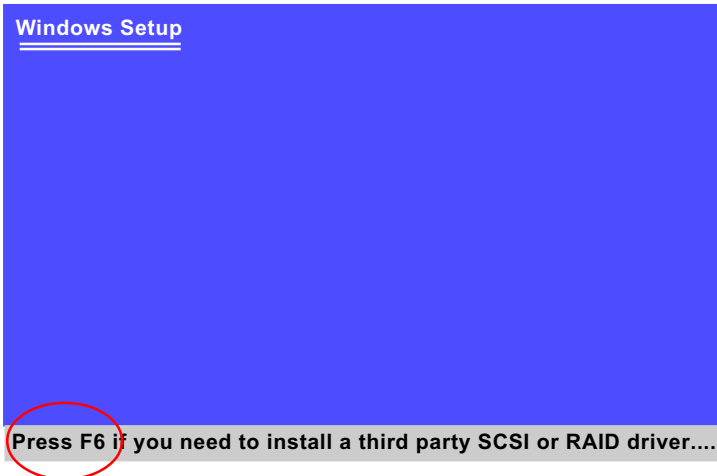 Windows Setup
Press F6 if you need to install a third party SCSI or RAID driver....